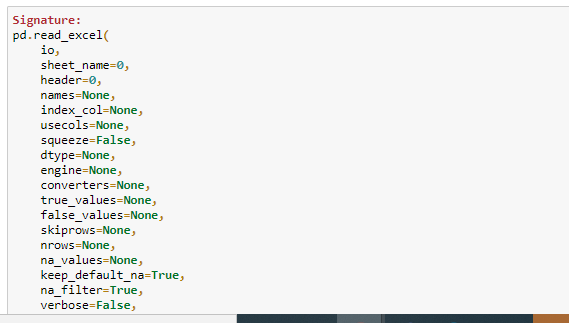 Signature:
pd.read_excel(
    io,
    sheet_name=0,
    header=0,
    names=None,
    index_col=None,
    usecols=None,
    squeeze=False,
    dtype=None,
    engine=None,
    converters=None,
    true_values=None,
    false_values=None,
    skiprows=None,
    nrows=None,
    na_values=None,
    keep_default_na=True,
    na_filter=True,
    verbose=False,